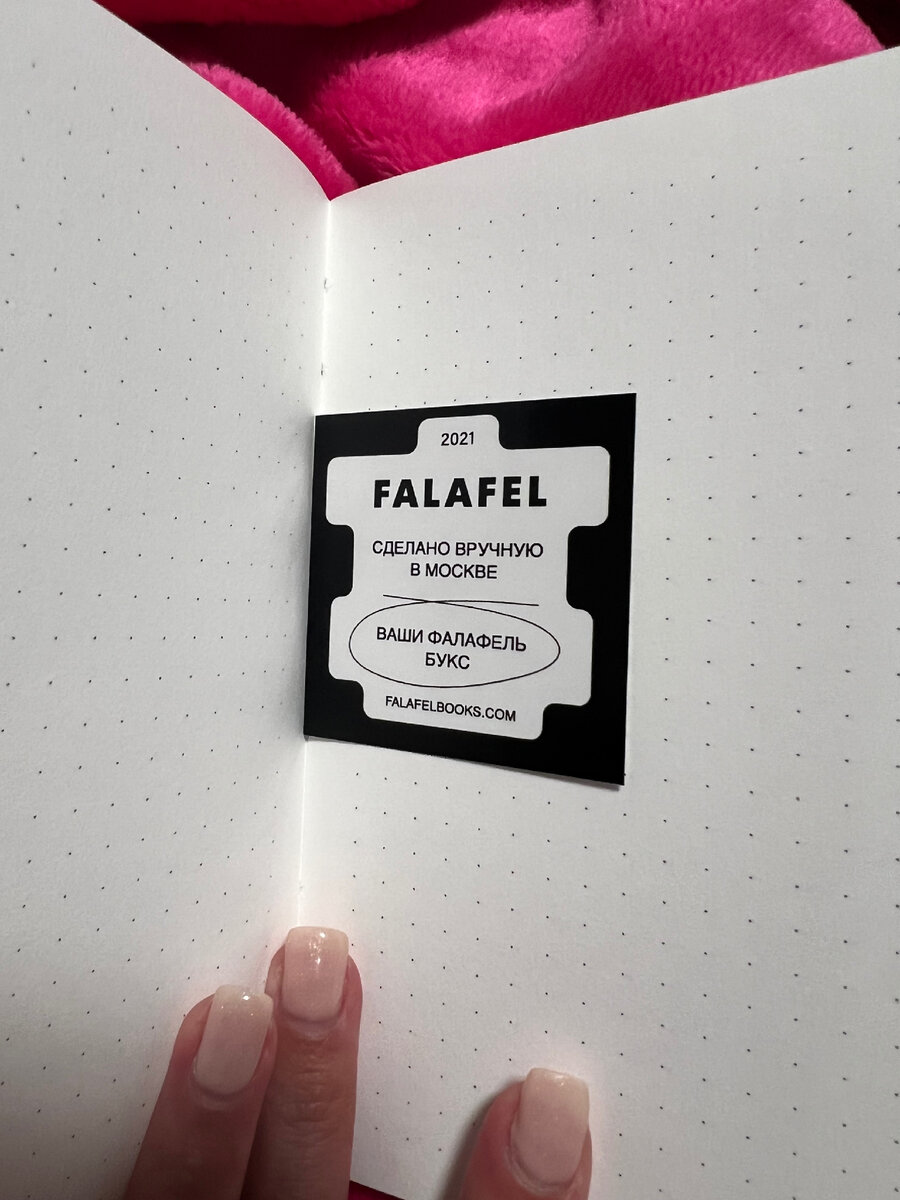 2021
FALAFEL
СДЕЛАНО ВРУЧНУЮ
В МОСКВЕ
ВАШИ ФАЛАФЕЛЬ
БУКС
FALAFELBOOKS.COM